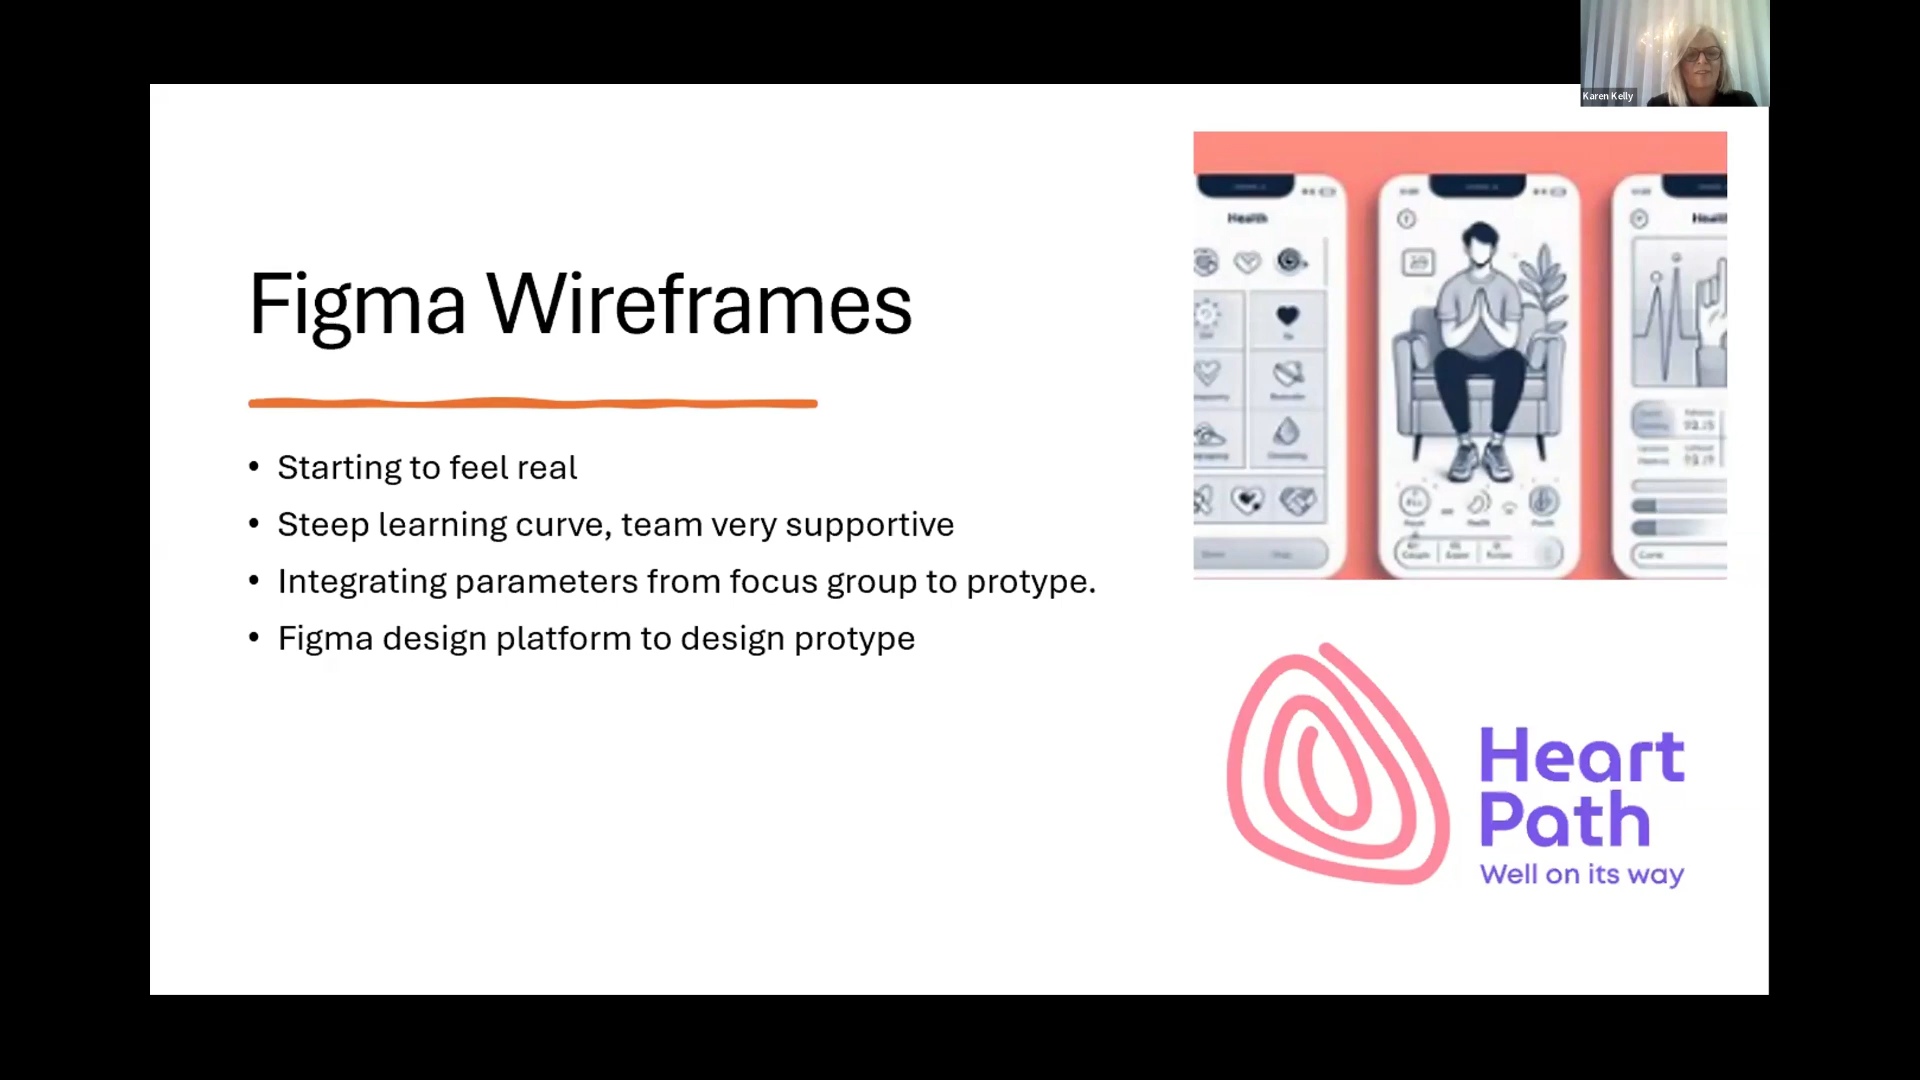 Karen Kelly
Figma Wireframes
• Starting to feel real
• Steep learning curve, team very supportive
• Integrating parameters from focus group to protype.
• Figma design platform to design protype
Health
Heart
Path
Well on its way